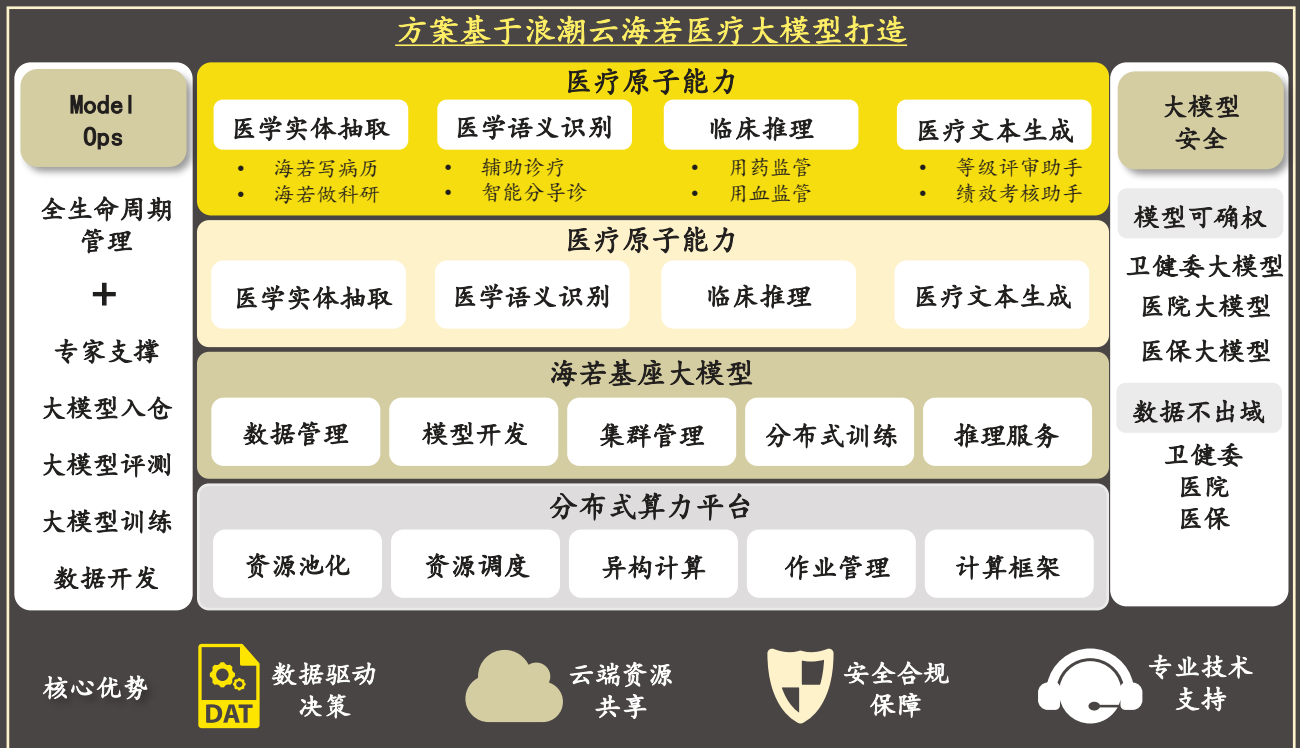 方案基于浪潮云海若医疗大模型打造
Model
Ops
全生命周期
管理
+
专家支撑
大模型入仓
大模型评测
大模型训练
数据开发
医疗原子能力
医学实体抽取
• 海若写病历
• 海若做科研
医学语义识别
• 辅助诊疗
• 智能分导诊
临床推理
• 用药监管
• 用血监管
医疗文本生成
• 等级评审助手
• 绩效考核助手
医疗原子能力
医学实体抽取
医学语义识别
临床推理
医疗文本生成
海若基座大模型
数据管理
模型开发
集群管理
分布式训练
推理服务
分布式算力平台
资源池化
资源调度
异构计算
作业管理
计算框架
大模型
安全
模型可确权
卫健委大模型
医院大模型
医保大模型
数据不出域
卫健委
医院
医保
核心优势
DAT
数据驱动
决策
云端资源
共享
安全合规
保障
专业技术
支持